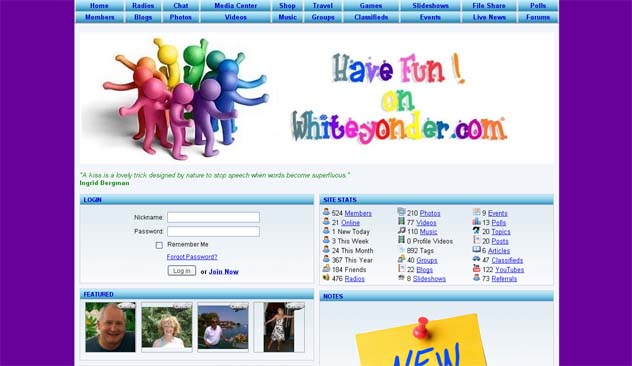 Home Radios Chat Media Center Shop Travel Games Slideshows File Share Polls
Members Blogs Photos Videos Music Groups Classifieds Events Live News Forums
Have Fun !
on
Whiteyonder.com
"A kiss is a lovely trick designed by nature to stop speech when words become superfluous."
Ingrid Bergman
LOGIN
Nickname:
Password:
Remember Me
Forgot Password?
Log in or Join Now
FEATURED
SITE STATS
524 Members 210 Photos 9 Events
21 Online 77 Videos 13 Polls
1 New Today 110 Music 20 Topics
3 This Week 0 Profile Videos 20 Posts
24 This Month 892 Tags 6 Articles
367 This Year 40 Groups 47 Classifieds
184 Friends 22 Blogs 122 YouTubes
476 Radios 8 Slideshows 73 Referrals
NOTES
NEW